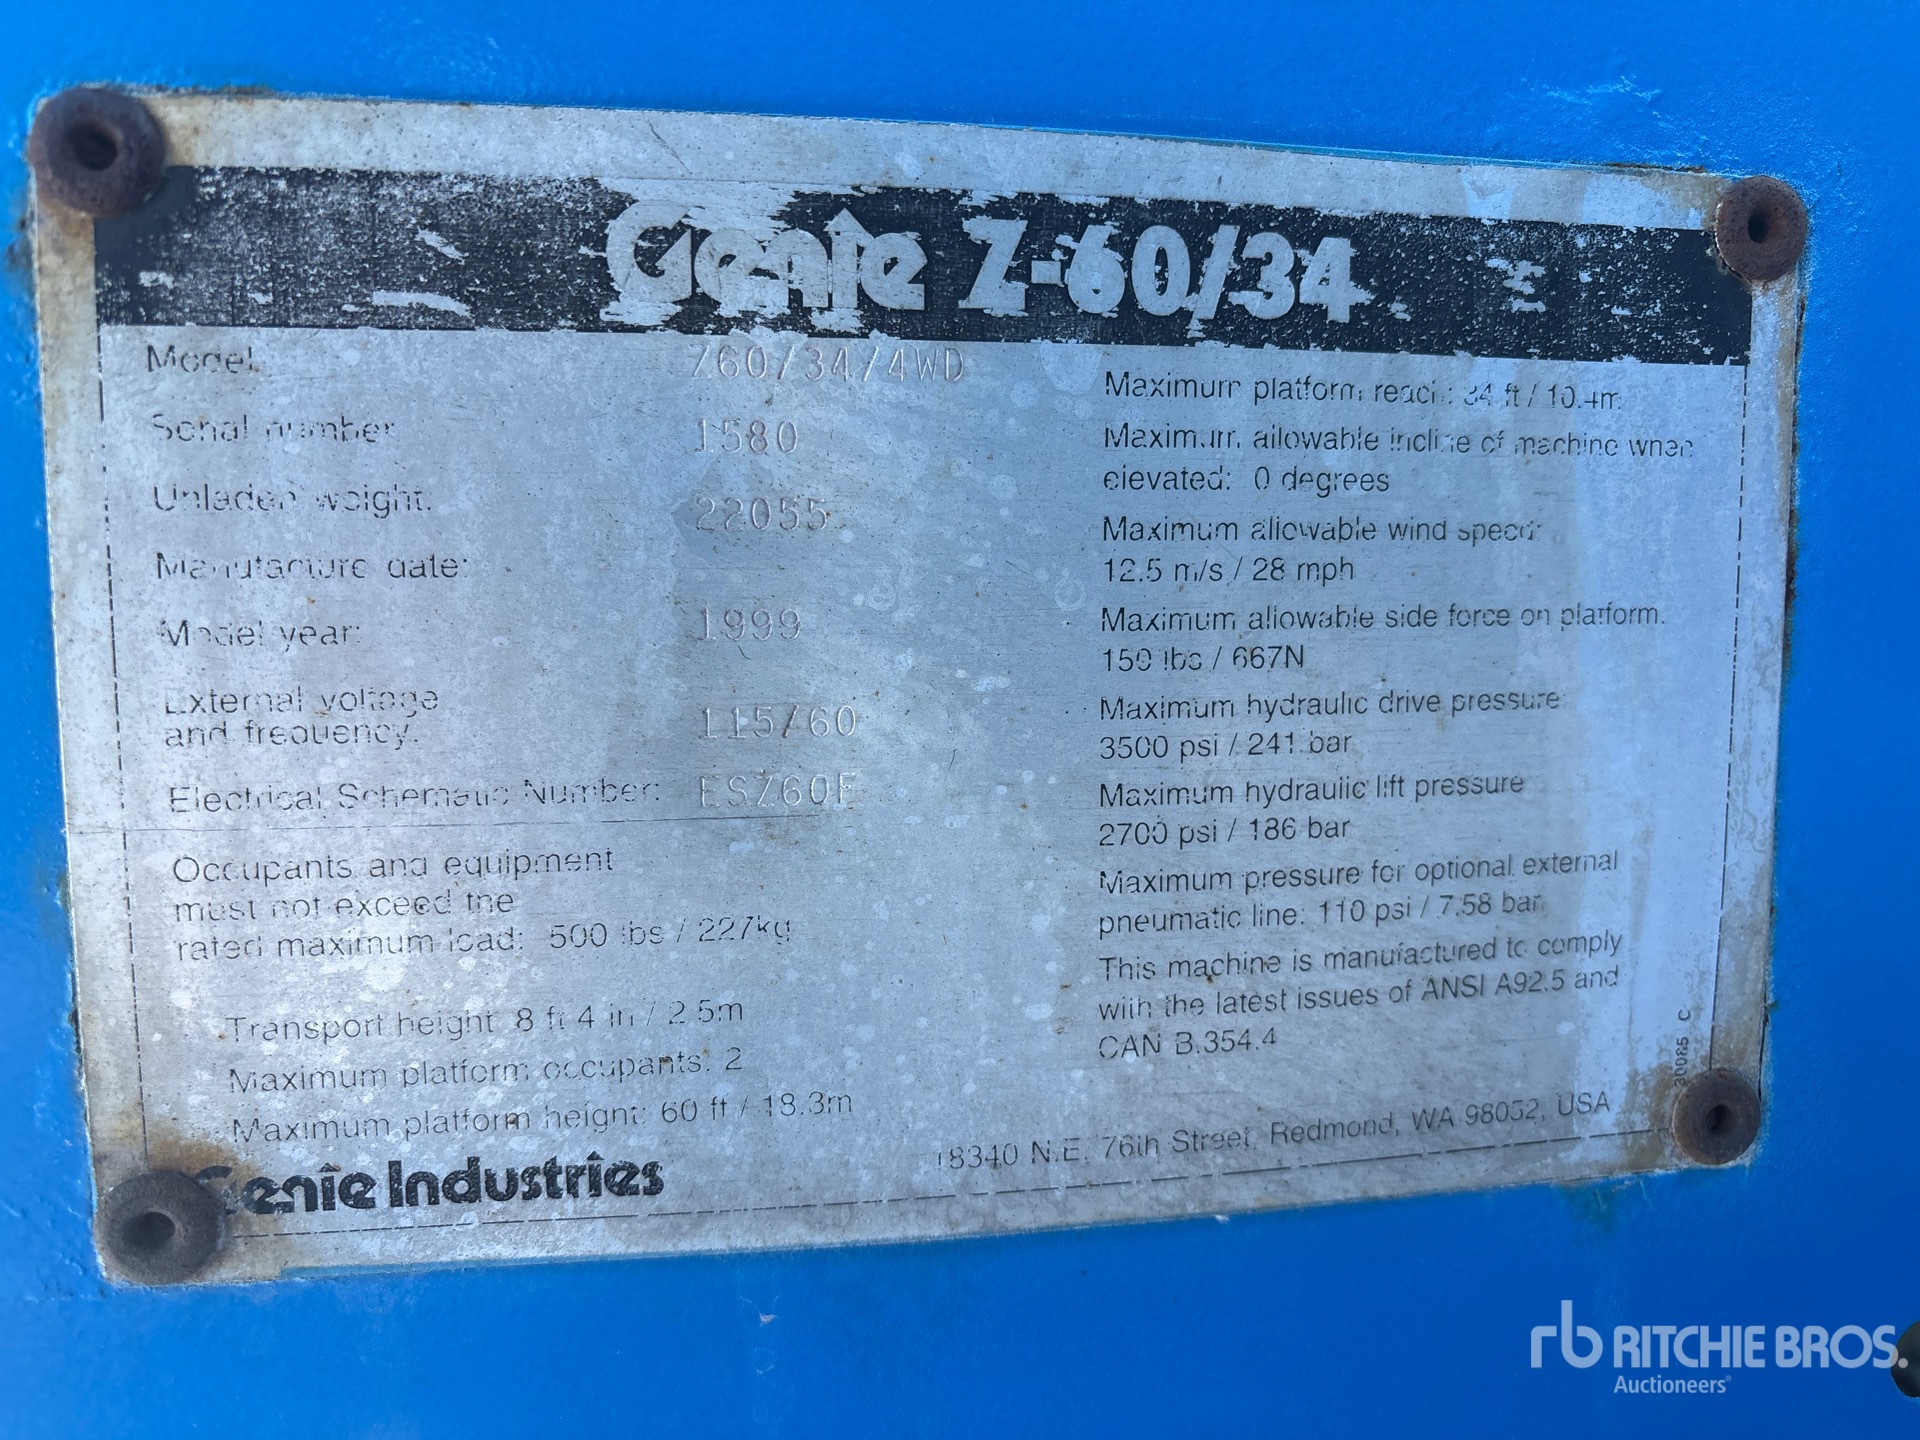 Genie Z-60/34
Model: Z60/34/4WD
Serial number: 1580
Unladen weight: 22055
Manufacture date:
Model year: 1999
External voltage
and frequency: 115/60
Electrical Schematic Number: ESZ60F
Occupants and equipment
must not exceed the
rated maximum load: 500 lbs / 227kg
Transport height: 8 ft 4 in / 2.5m
Maximum platform occupants: 2
Maximum platform height: 60 ft / 18.3m
Genie Industries
Maximum platform reach: 34 ft / 10.4m
Maximum allowable incline of machine when
elevated: 0 degrees
Maximum allowable wind speed:
12.5 m/s / 28 mph
Maximum allowable side force on platform:
150 lbs / 667N
Maximum hydraulic drive pressure:
3500 psi / 241 bar
Maximum hydraulic lift pressure
2700 psi / 186 bar
Maximum pressure for optional external
pneumatic line: 110 psi / 7.58 bar
This machine is manufactured to comply
with the latest issues of ANSI A92.5 and
CAN B.354.4
18340 N.E. 76th Street, Redmond, WA 98052, USA
30085 C
rb RITCHIE BROS.
Auctioneers